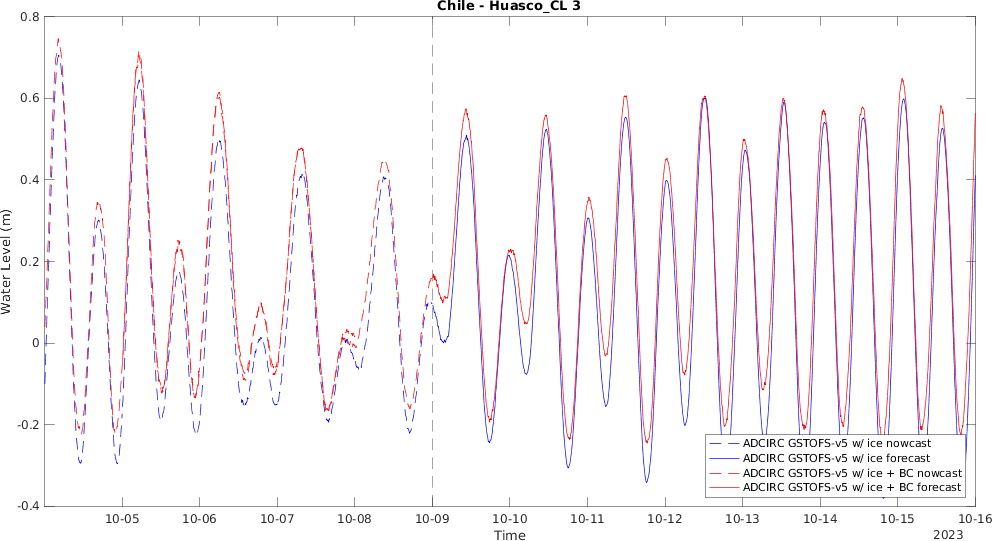 Chile - Huasco_CL 3
Water Level (m)
0.8
0.6
0.4
0.2
0
-0.2
-0.4
ADCIRC GSTOFS-v5 w/ ice nowcast
ADCIRC GSTOFS-v5 w/ ice forecast
ADCIRC GSTOFS-v5 w/ ice + BC nowcast
ADCIRC GSTOFS-v5 w/ ice + BC forecast
10-05 10-06 10-07 10-08 10-09 10-10 10-11 10-12 10-13 10-14 10-15 10-16
Time
2023